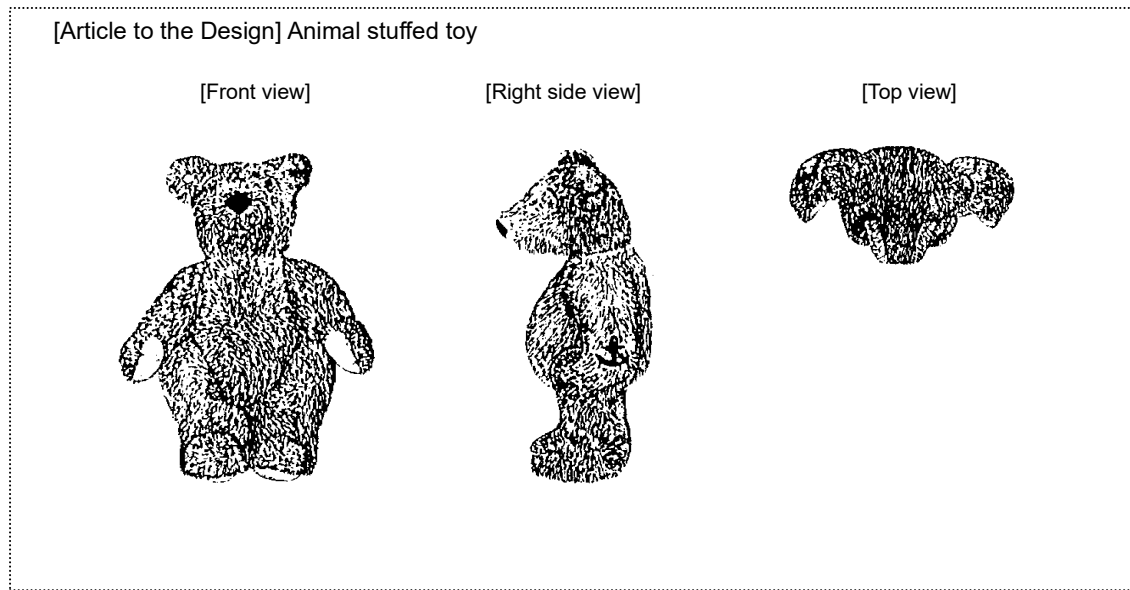 [Article to the Design] Animal stuffed toy
[Front view] [Right side view] [Top view]